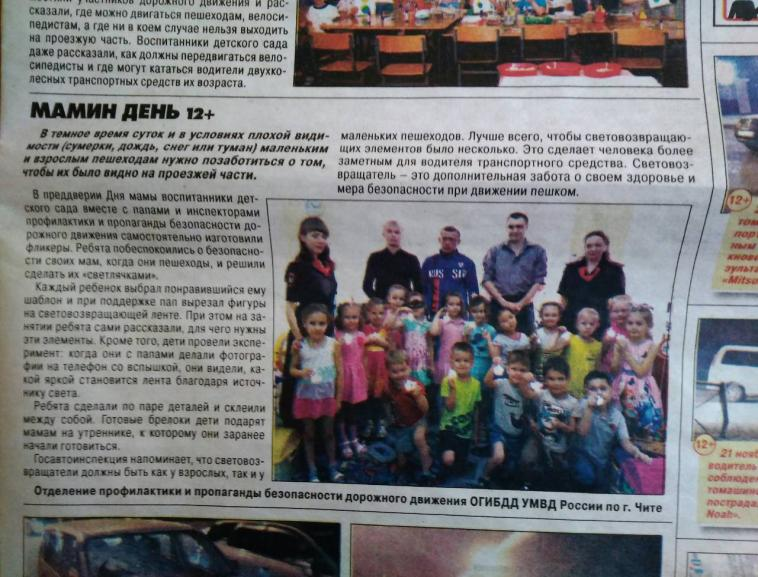 дорожного движения и рас-
сказали, где можно двигаться пешеходам, велоси-
педистам, а где ни в коем случае нельзя выходить
на проезжую часть. Воспитанники детского сада
даже рассказали, как должны передвигаться вело-
сипедисты и где могут кататься водители двухко-
лесных транспортных средств их возраста.
МАМИН ДЕНЬ 12+
В темное время суток и в условиях плохой види-
мости (сумерки, дождь, снег или туман) маленьким
и взрослым пешеходам нужно позаботиться о том,
чтобы их было видно на проезжей части.
В преддверии Дня мамы воспитанники дет-
ского сада вместе с папами и инспекторами
профилактики и пропаганды безопасности до-
рожного движения самостоятельно изготовили
фликеры. Ребята побеспокоились о безопасно-
сти своих мам, когда они пешеходы, и решили
сделать их «светлячками».
Каждый ребенок выбрал понравившийся ему
шаблон и при поддержке пап вырезал фигуры
на световозвращающей ленте. При этом на за-
нятии ребята сами рассказали, для чего нужны
эти элементы. Кроме того, дети провели экспе-
римент: когда они с папами делали фотогра-
фии на телефон со вспышкой, они видели, ка-
кой яркой становится лента благодаря источ-
нику света.
Ребята сделали по паре деталей и склеили
между собой. Готовые брелоки дети подарят
мамам на утреннике, к которому они заранее
начали готовиться.
Госавтоинспекция напоминает, что световоз-
вращатели должны быть как у взрослых, так и у
маленьких пешеходов. Лучше всего, чтобы световозвращаю-
щих элементов было несколько. Это сделает человека более
заметным для водителя транспортного средства. Световоз-
вращатель – это дополнительная забота о своем здоровье и
мера безопасности при движении пешком.
Отделение профилактики и пропаганды безопасности дорожного движения ОГИБДД УМВД России по г. Чите
12+
том
порт
ным
кнове
зульта
«Mitso
12+
21 нояб
водитель
соблюден
томашина
пострада
Noah».